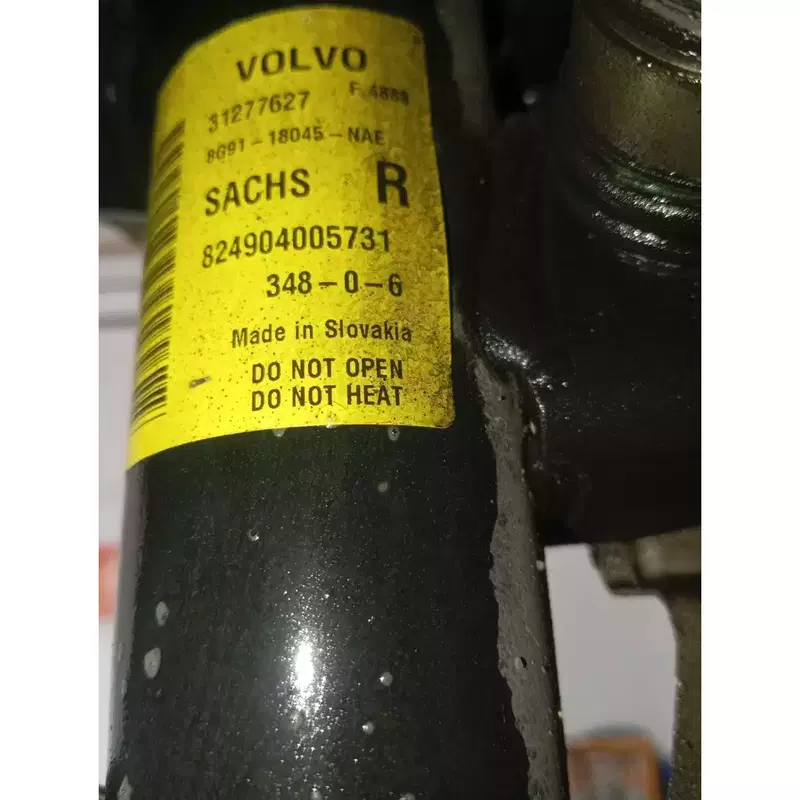 VOLVO
31277627 F 4888
8G91-18045-NAE
SACHS R
824904005731
348-0-6
Made in Slovakia
DO NOT OPEN
DO NOT HEAT